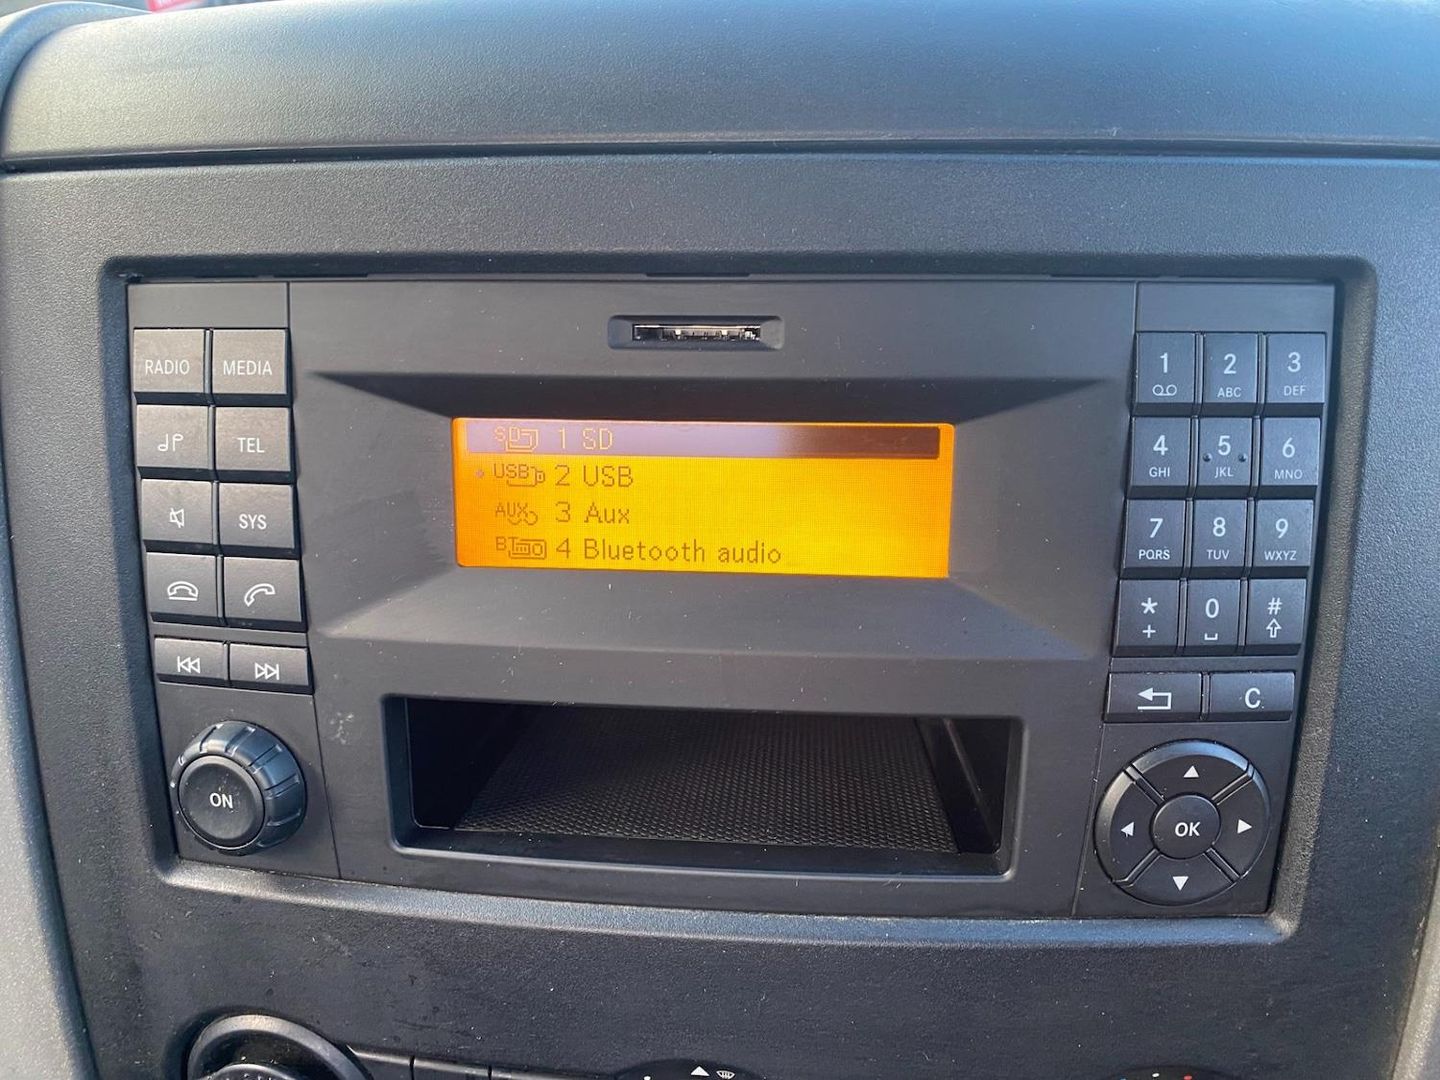 RADIO MEDIA
TEL
SYS
ON
SD 1 SD
USB 2 USB
AUX 3 Aux
BT 4 Bluetooth audio
1 2 3
ABC DEF
4 5 6
GHI JKL MNO
7 8 9
PQRS TUV WXYZ
* 0 #
+
C
OK